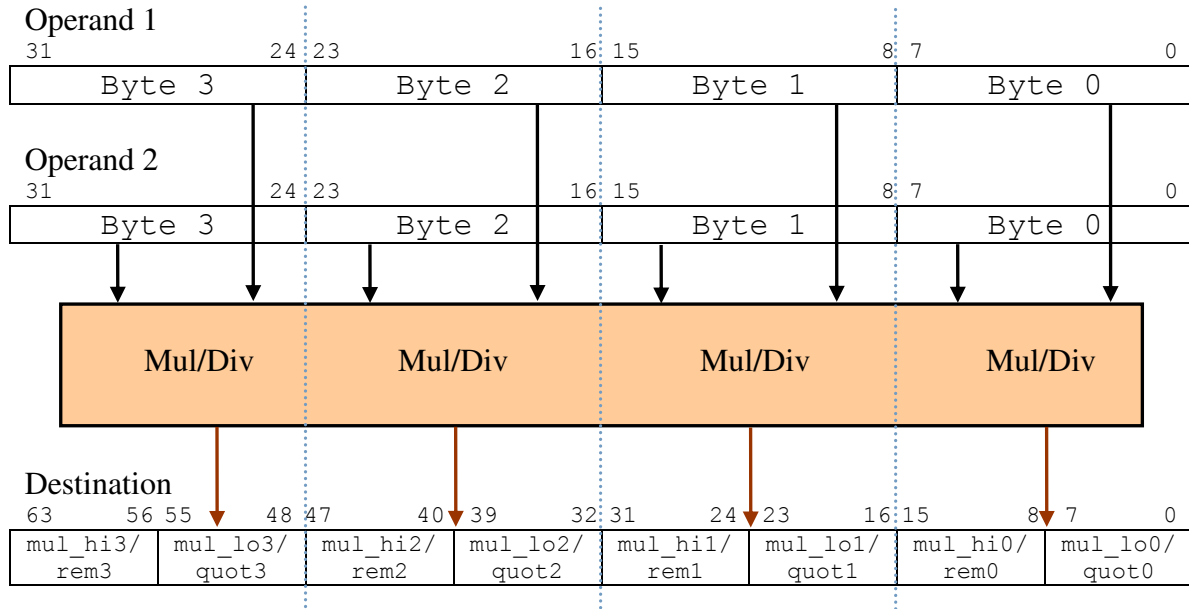 Operand 1
31 24 23 16 15 8 7 0
Byte 3 Byte 2 Byte 1 Byte 0
Operand 2
31 24 23 16 15 8 7 0
Byte 3 Byte 2 Byte 1 Byte 0
Mul/Div Mul/Div Mul/Div Mul/Div
Destination
63 56 55 48 47 40 39 32 31 24 23 16 15 8 7 0
mul_hi3/ mul_lo3/ mul_hi2/ mul_lo2/ mul_hi1/ mul_lo1/ mul_hi0/ mul_lo0/
rem3 quot3 rem2 quot2 rem1 quot1 rem0 quot0